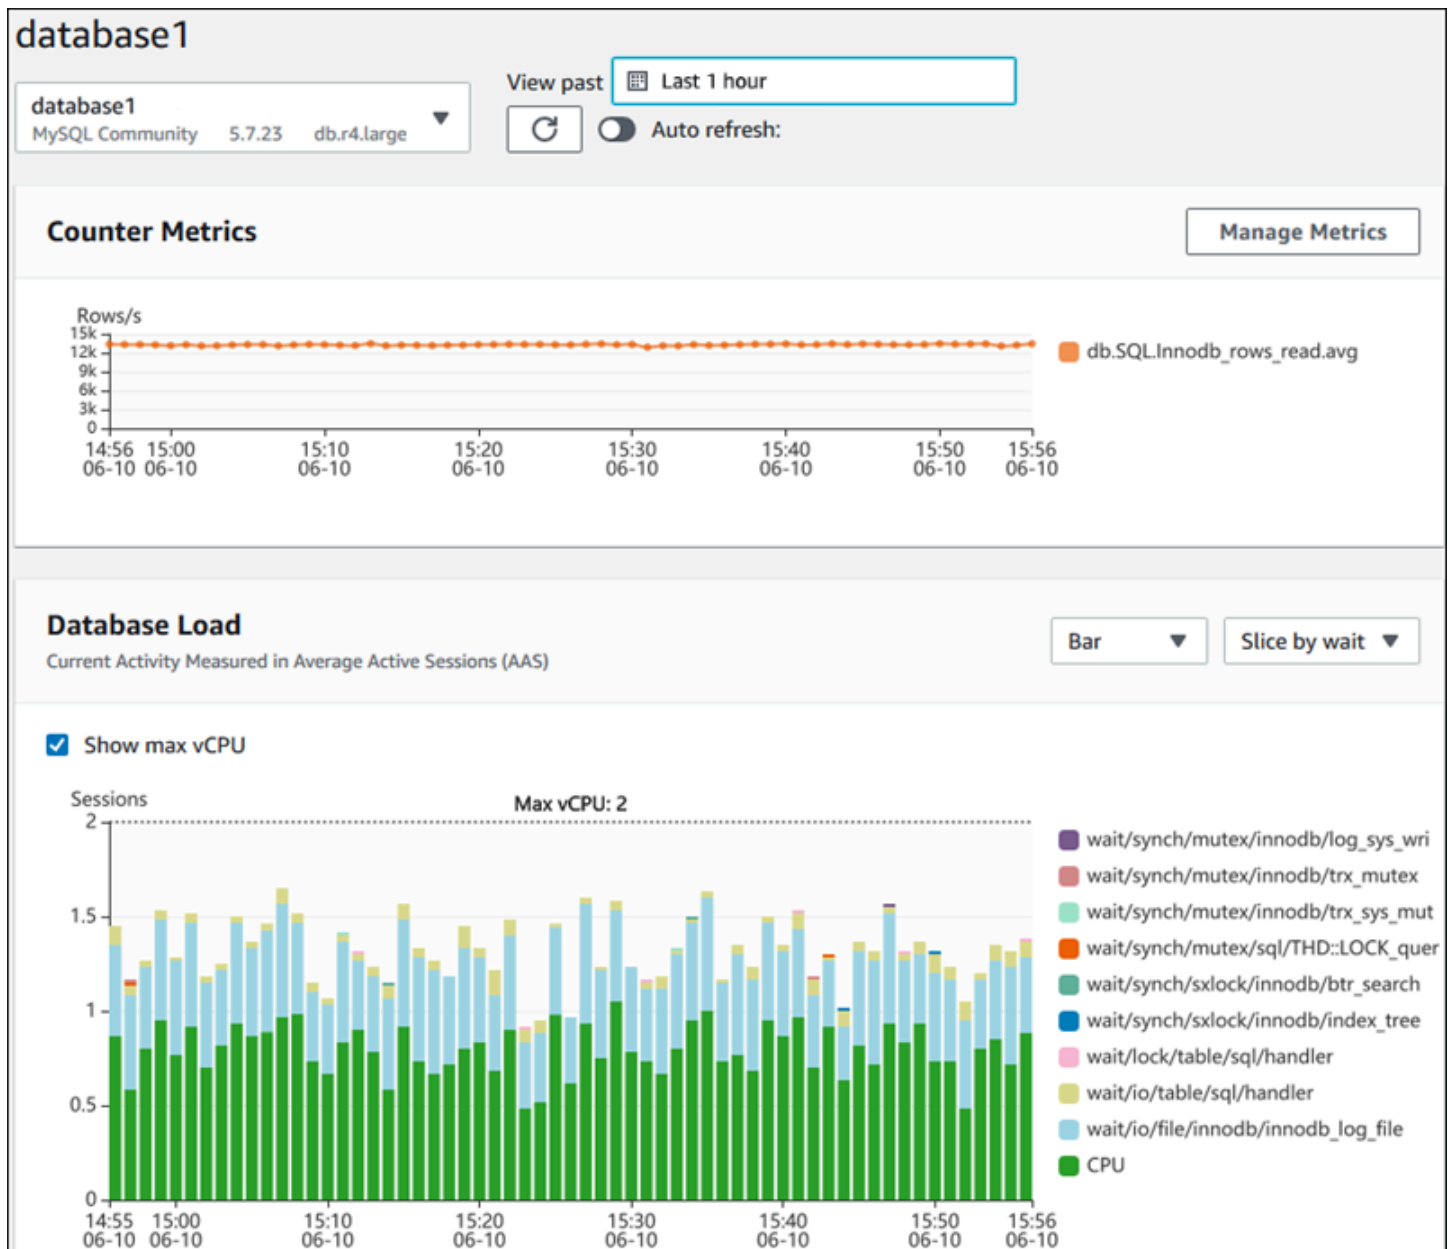 database1
database1
MySQL Community 5.7.23 db.r4.large
View past Last 1 hour
Auto refresh:
Counter Metrics
Manage Metrics
Rows/s
15k
12k
9k
6k
3k
0
14:56 15:00 15:10 15:20 15:30 15:40 15:50 15:56
06-10 06-10 06-10 06-10 06-10 06-10 06-10 06-10
db.SQL.Innodb_rows_read.avg
Database Load
Current Activity Measured in Average Active Sessions (AAS)
Bar
Slice by wait
Show max vCPU
Sessions
Max vCPU: 2
2
1.5
1
0.5
0
14:55 15:00 15:10 15:20 15:30 15:40 15:50 15:56
06-10 06-10 06-10 06-10 06-10 06-10 06-10 06-10
wait/synch/mutex/innodb/log_sys_wri
wait/synch/mutex/innodb/trx_mutex
wait/synch/mutex/innodb/trx_sys_mut
wait/synch/mutex/sql/THD::LOCK_quer
wait/synch/sxlock/innodb/btr_search
wait/synch/sxlock/innodb/index_tree
wait/lock/table/sql/handler
wait/io/table/sql/handler
wait/io/file/innodb/innodb_log_file
CPU